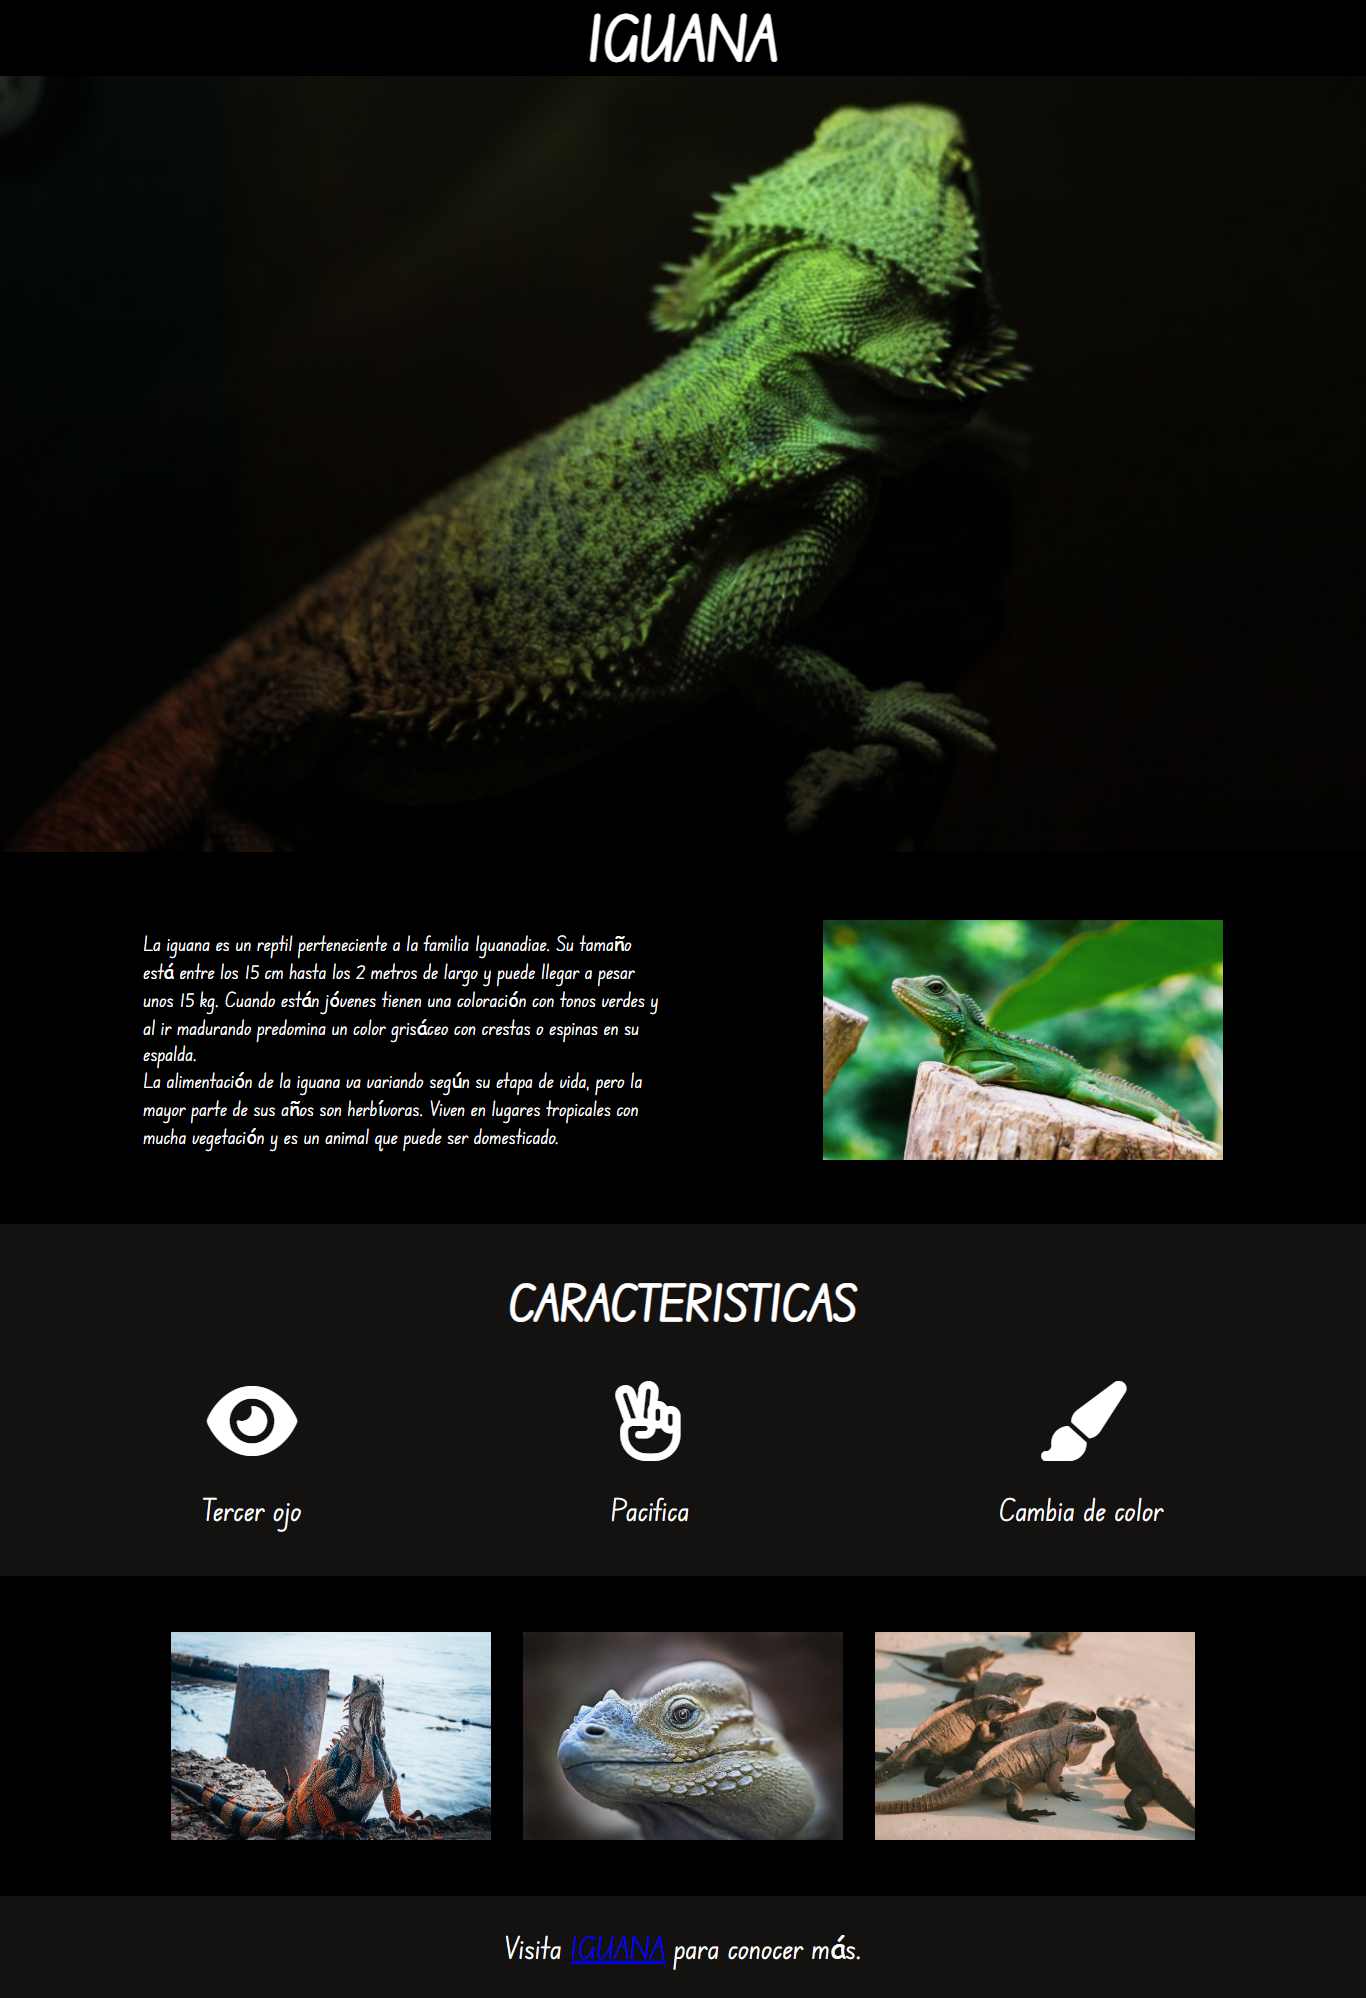 IGUANA
La iguana es un reptil perteneciente a la familia Iguanadiae. Su tamaño
está entre los 15 cm hasta los 2 metros de largo y puede llegar a pesar
unos 15 kg. Cuando están jóvenes tienen una coloración con tonos verdes y
al ir madurando predomina un color grisáceo con crestas o espinas en su
espalda.
La alimentación de la iguana va variando según su etapa de vida, pero la
mayor parte de sus años son herbívoras. Viven en lugares tropicales con
mucha vegetación y es un animal que puede ser domesticado.
CARACTERISTICAS
Tercer ojo
Pacifica
Cambia de color
Visita IGUANA para conocer más.